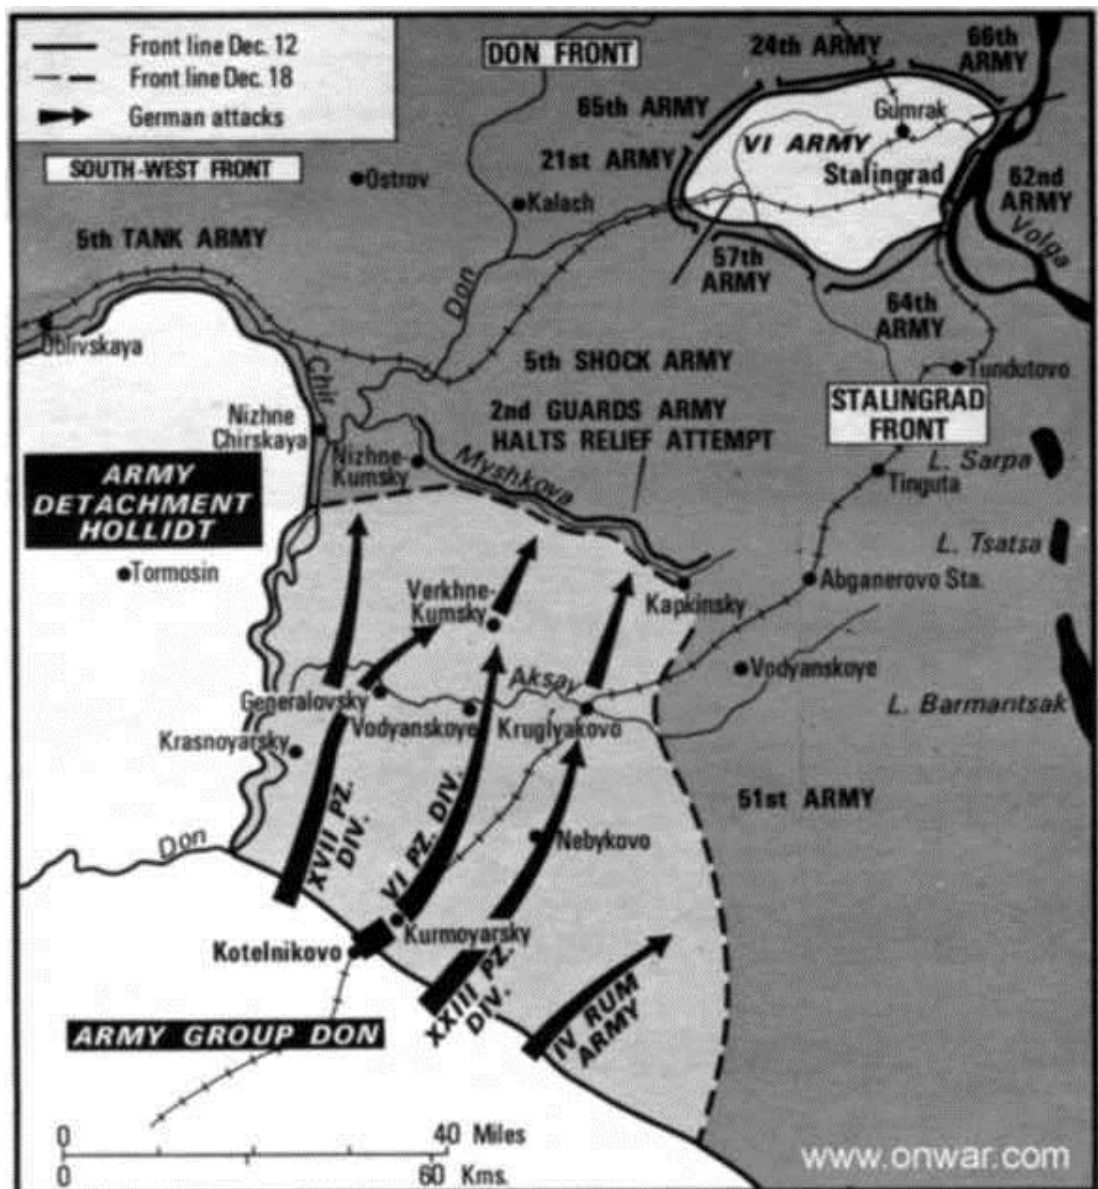 Front line Dec. 12
Front line Dec. 18
German attacks
DON FRONT
24th ARMY
66th
ARMY
65th ARMY
Gumrak
VI ARMY
SOUTH-WEST FRONT
21st ARMY
Stalingrad
Ostrov
62nd
ARMY
Kalach
Volga
5th TANK ARMY
57th
ARMY
Don
64th
ARMY
Oblivskaya
5th SHOCK ARMY
Tundutovo
Chir
STALINGRAD
FRONT
2nd GUARDS ARMY
HALTS RELIEF ATTEMPT
Nizhne
Chirskaya
Nizhne-
Kumsky
Myshkova
L. Sarpa
Tinguta
ARMY
DETACHMENT
HOLLIDT
L. Tsatsa
Tormosin
Abganerovo Sta.
Verkhne-
Kumsky
Kapkinsky
Aksay
Vodyanskoye
Generalovsky
L. Barmantsak
Vodyanskoye
Kruglyakovo
Krasnoyarsky
51st ARMY
Don
XVII PZ.
DIV.
VI PZ. DIV.
Nebykovo
Kurmoyarsky
Kotelnikovo
XXIII PZ.
DIV.
IV RUM
ARMY
ARMY GROUP DON
0 40 Miles
0 60 Kms.
www.onwar.com